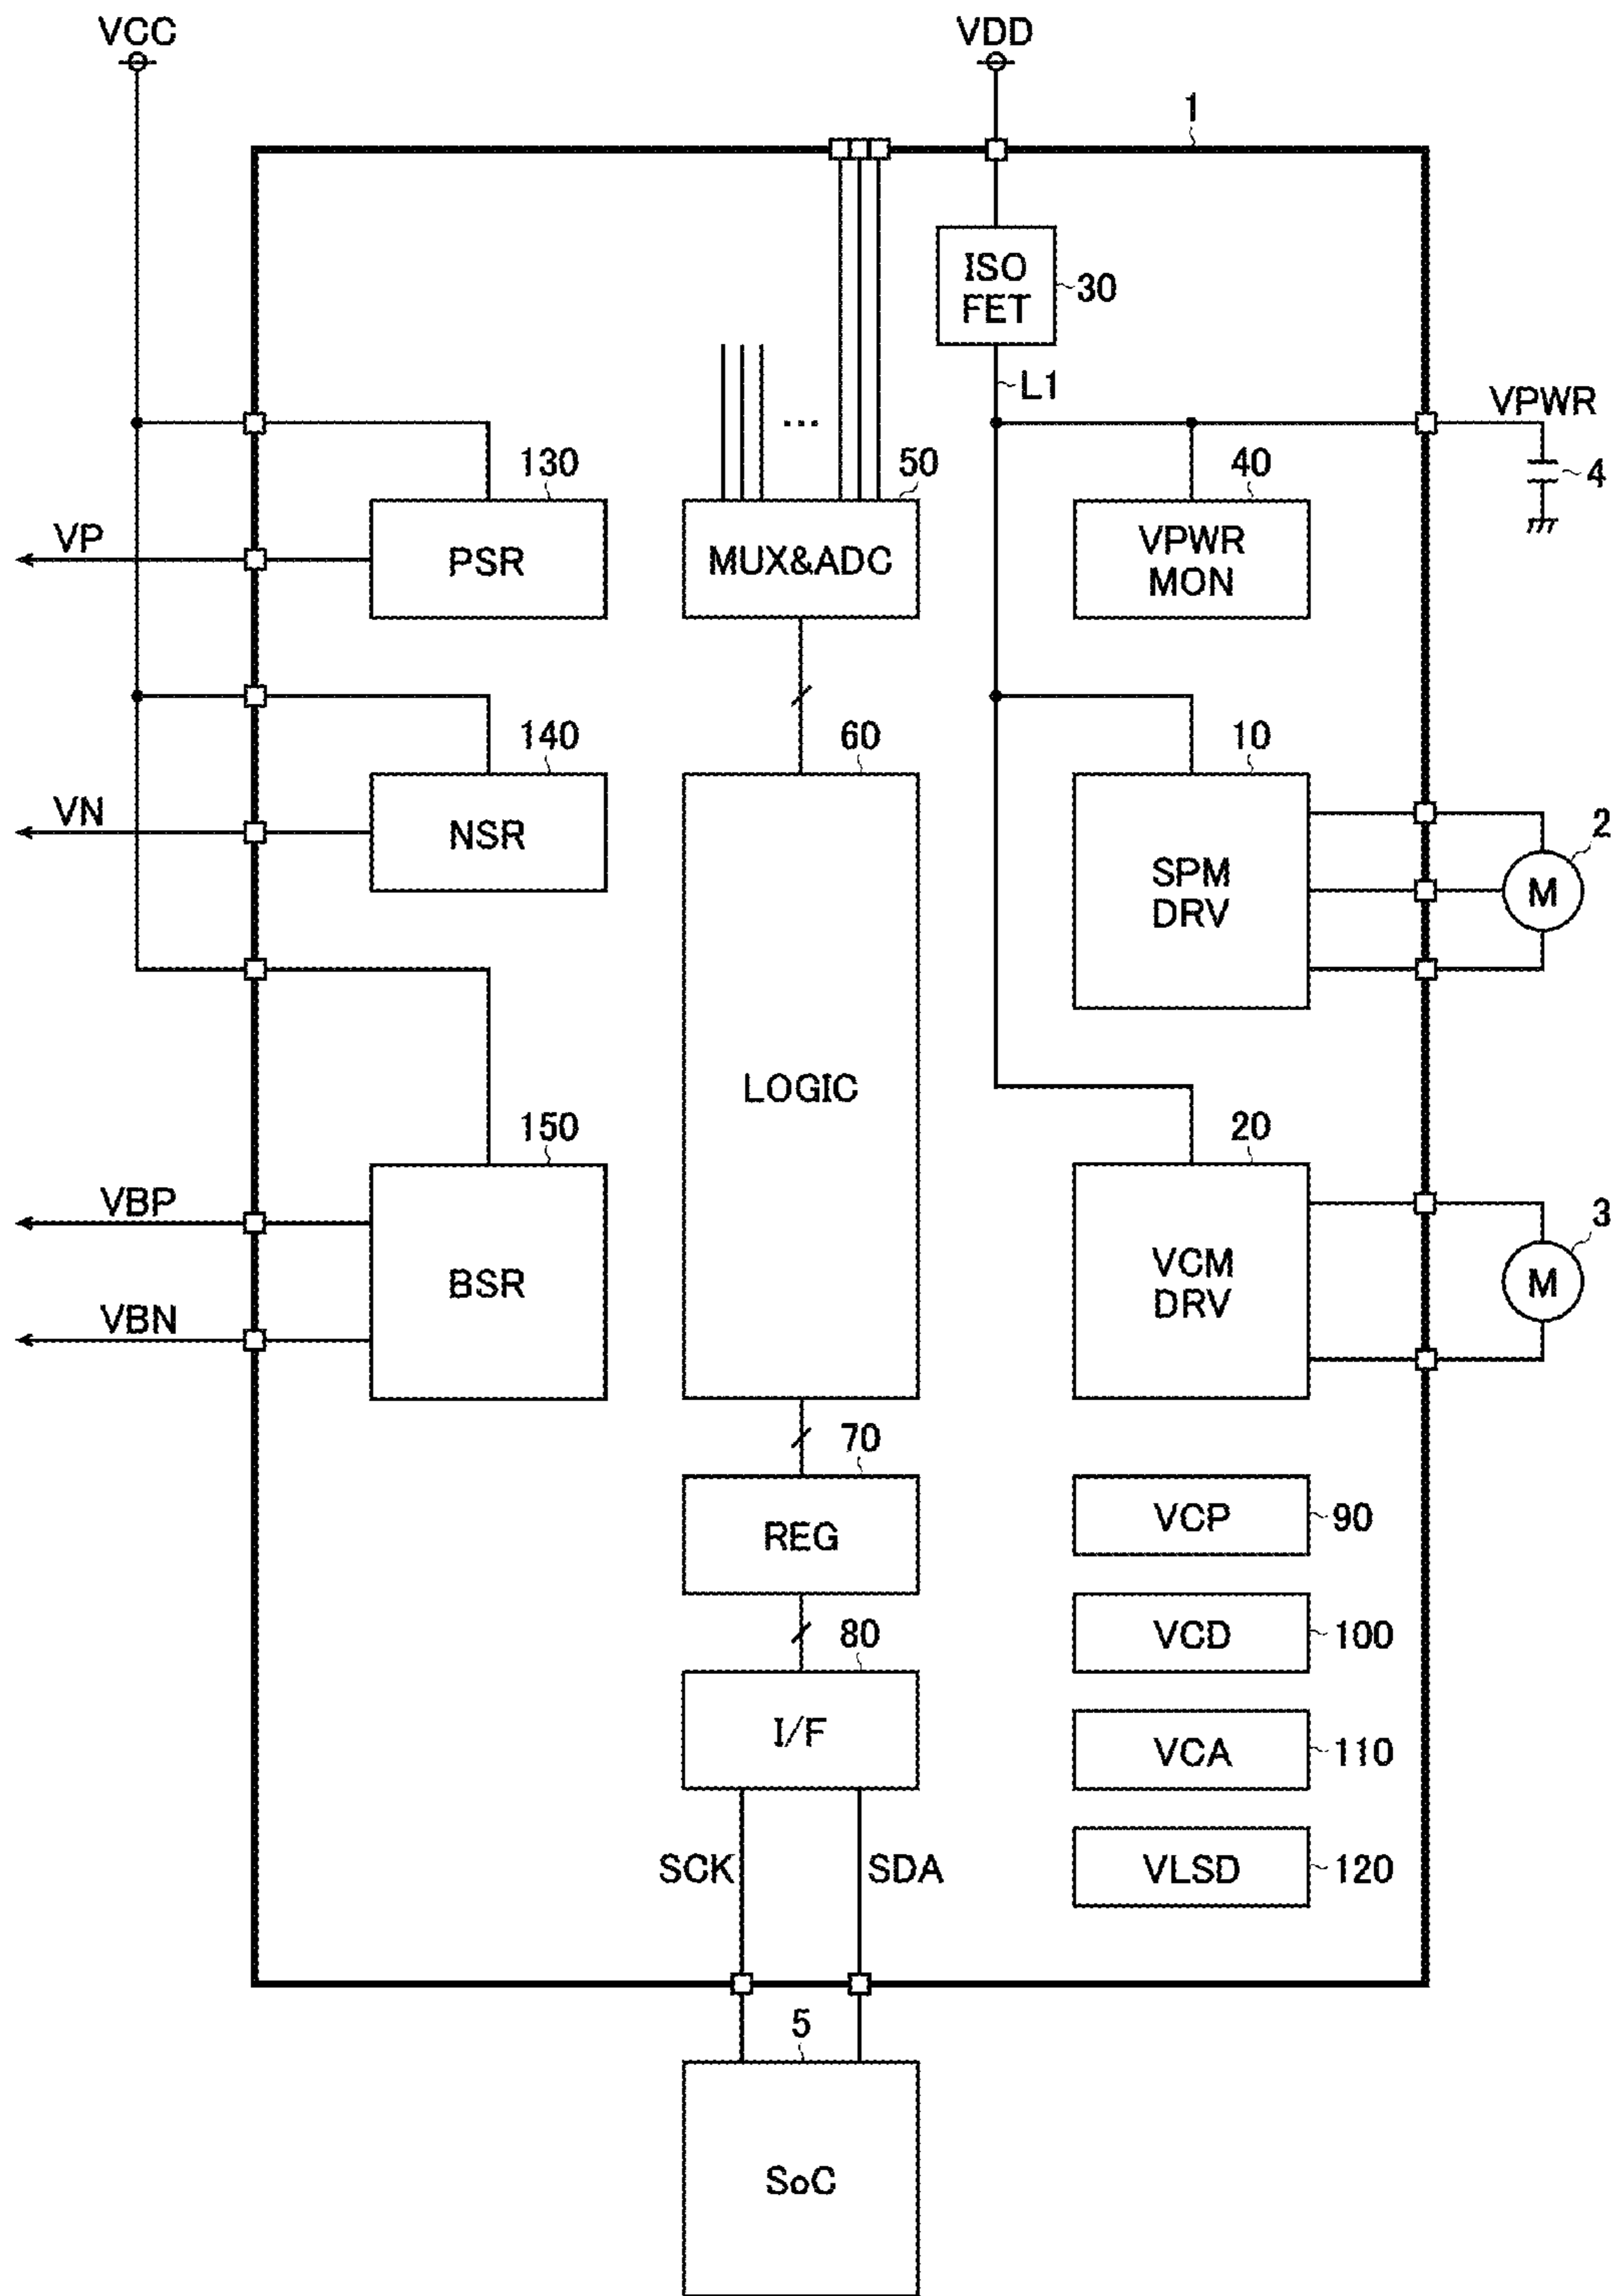 VCC
VDD
1
ISO
FET
30
L1
VPWR
4
130
50
40
VP
PSR
MUX&ADC
...
VPWR
MON
140
60
10
VN
NSR
SPM
DRV
2
M
LOGIC
150
20
VBP
BSR
VBN
VCM
DRV
3
M
70
REG
VCP
90
80
I/F
VCD
100
VCA
110
SCK
SDA
VLSD
120
5
SoC